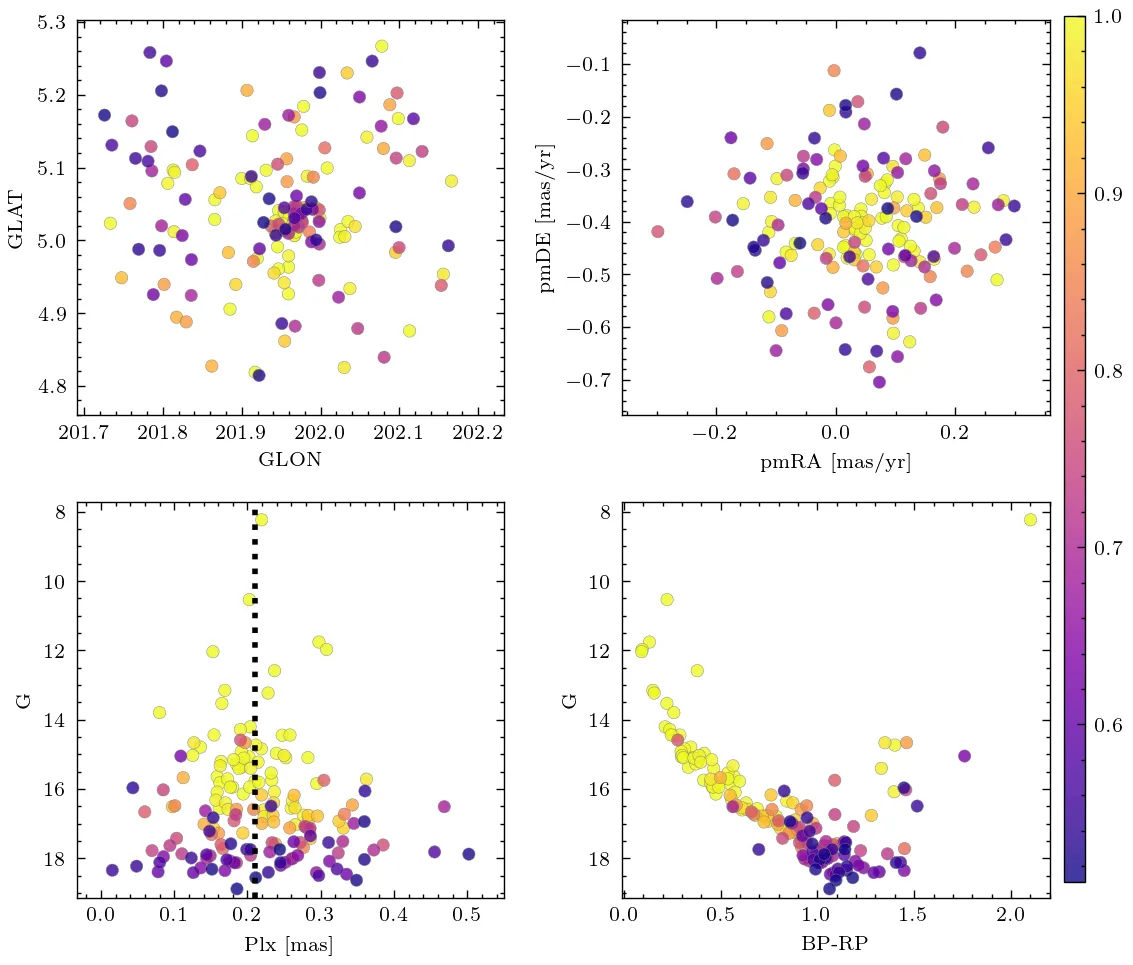 5.3
5.2
5.1
5.0
4.9
4.8
GLAT
201.7 201.8 201.9 202.0 202.1 202.2
GLON
−0.1
−0.2
−0.3
−0.4
−0.5
−0.6
−0.7
pmDE [mas/yr]
−0.2 0.0 0.2
pmRA [mas/yr]
1.0
0.9
0.8
0.7
0.6
8
10
12
14
16
18
G
0.0 0.1 0.2 0.3 0.4 0.5
Plx [mas]
8
10
12
14
16
18
G
0.0 0.5 1.0 1.5 2.0
BP-RP